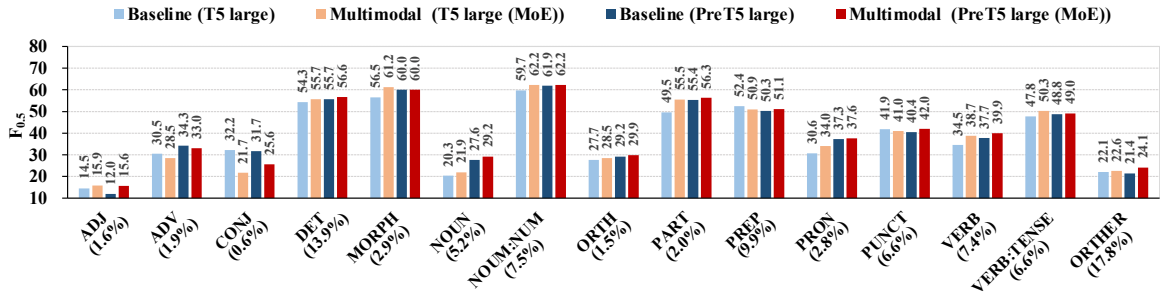 Baseline (T5 large) Multimodal (T5 large (MoE)) Baseline (PreT5 large) Multimodal (PreT5 large (MoE))
F0.5
80
70
60
50
40
30
20
10
14.5 15.9 12.0 15.6
30.5 28.5 34.3 33.0
32.2 21.7 31.7 25.6
54.3 55.7 55.7 56.6
56.5 61.2 60.0 60.0
20.3 21.9 27.6 29.2
59.7 62.2 61.9 62.2
27.7 28.5 29.2 29.9
49.5 55.5 55.4 56.3
52.4 50.9 50.3 51.1
30.6 34.0 37.3 37.6
41.9 41.0 40.4 42.0
34.5 38.7 37.7 39.9
47.8 50.3 48.8 49.0
22.1 22.6 21.4 24.1
ADJ
(1.6%)
ADV
(1.9%)
CONJ
(0.6%)
DET
(13.9%)
MORPH
(2.9%)
NOUN
(5.2%)
NOUM:NUM
(7.5%)
ORTH
(1.5%)
PART
(2.0%)
PREP
(9.9%)
PRON
(2.8%)
PUNCT
(6.6%)
VERB
(7.4%)
VERB:TENSE
(6.6%)
ORTHER
(17.8%)